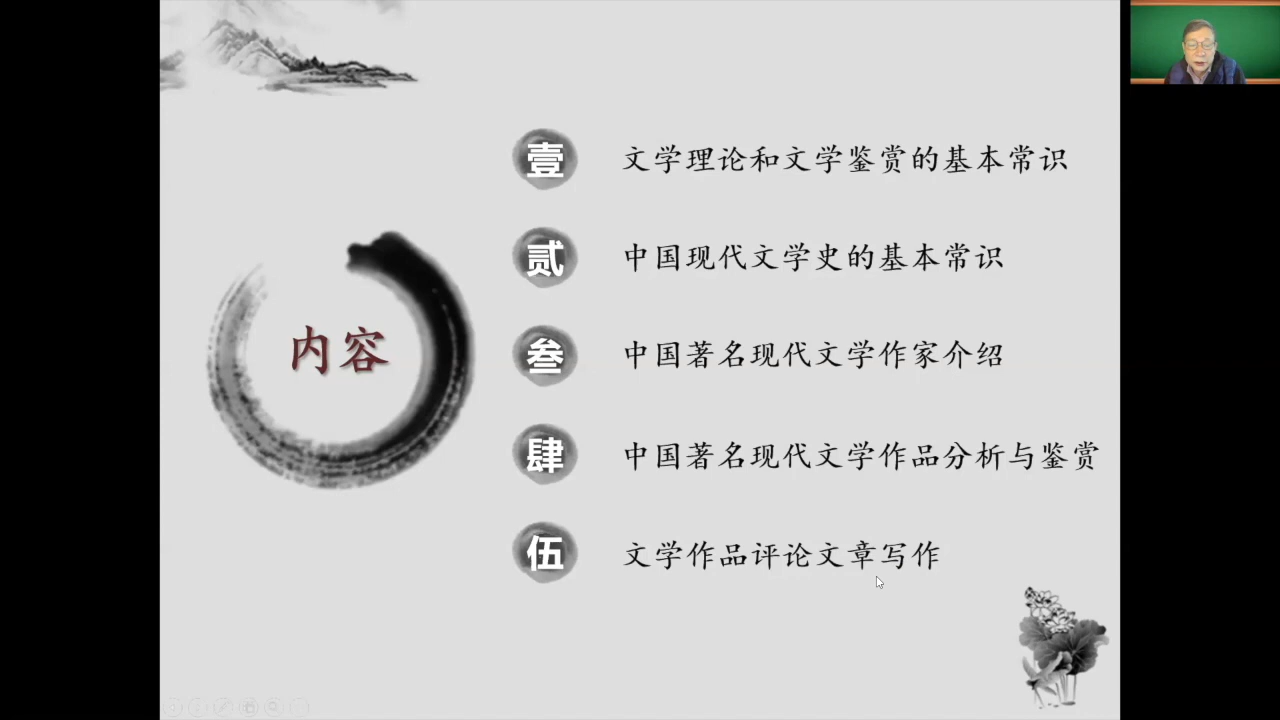 内容
壹 文学理论和文学鉴赏的基本常识
贰 中国现代文学史的基本常识
叁 中国著名现代文学作家介绍
肆 中国著名现代文学作品分析与鉴赏
伍 文学作品评论文章写作